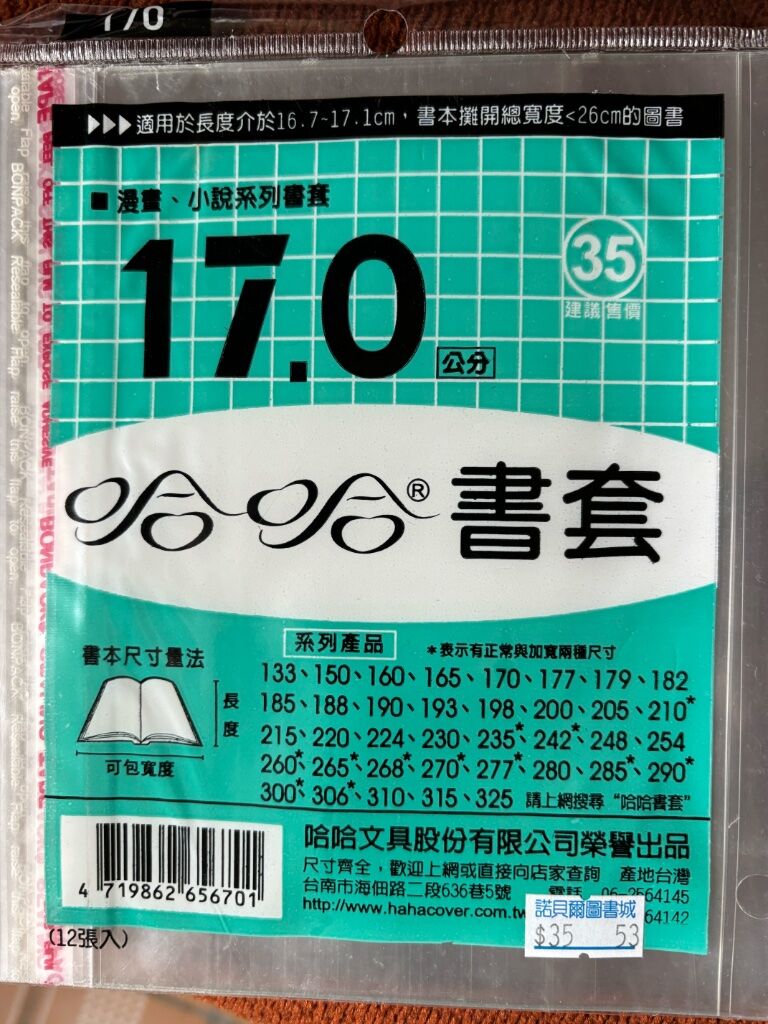 170
▶▶▶適用於長度介於16.7~17.1cm，書本攤開總寬度<26cm的圖書
■ 漫畫、小說系列書套
17.0 公分
35
建議售價
哈哈® 書套
書本尺寸量法
長度
可包寬度
系列產品 *表示有正常與加寬兩種尺寸
133、150、160、165、170、177、179、182
185、188、190、193、198、200、205、210*
215、220、224、230、235*、242*、248、254
260*、265*、268*、270*、277*、280、285*、290*
300*、306*、310、315、325 請上網搜尋“哈哈書套”
4 719862 656701
哈哈文具股份有限公司榮譽出品
尺寸齊全，歡迎上網或直接向店家查詢 產地台灣
台南市海佃路二段636巷5號 電話 06-2564145
http://www.hahacover.com.tw 64142
諾貝爾圖書城
$35 53
(12張入)